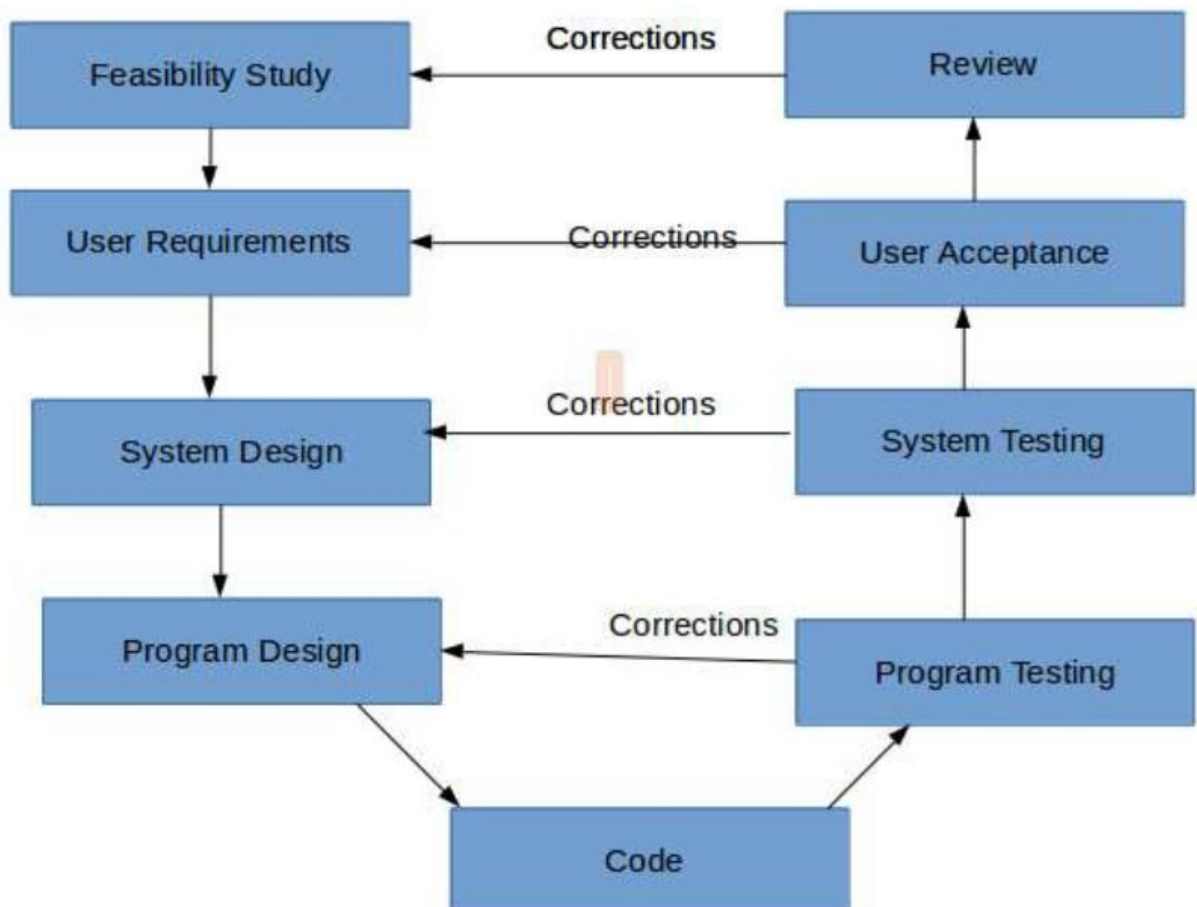 Corrections
Feasibility Study
Review
User Requirements
Corrections
User Acceptance
Corrections
System Design
System Testing
Corrections
Program Design
Program Testing
Code